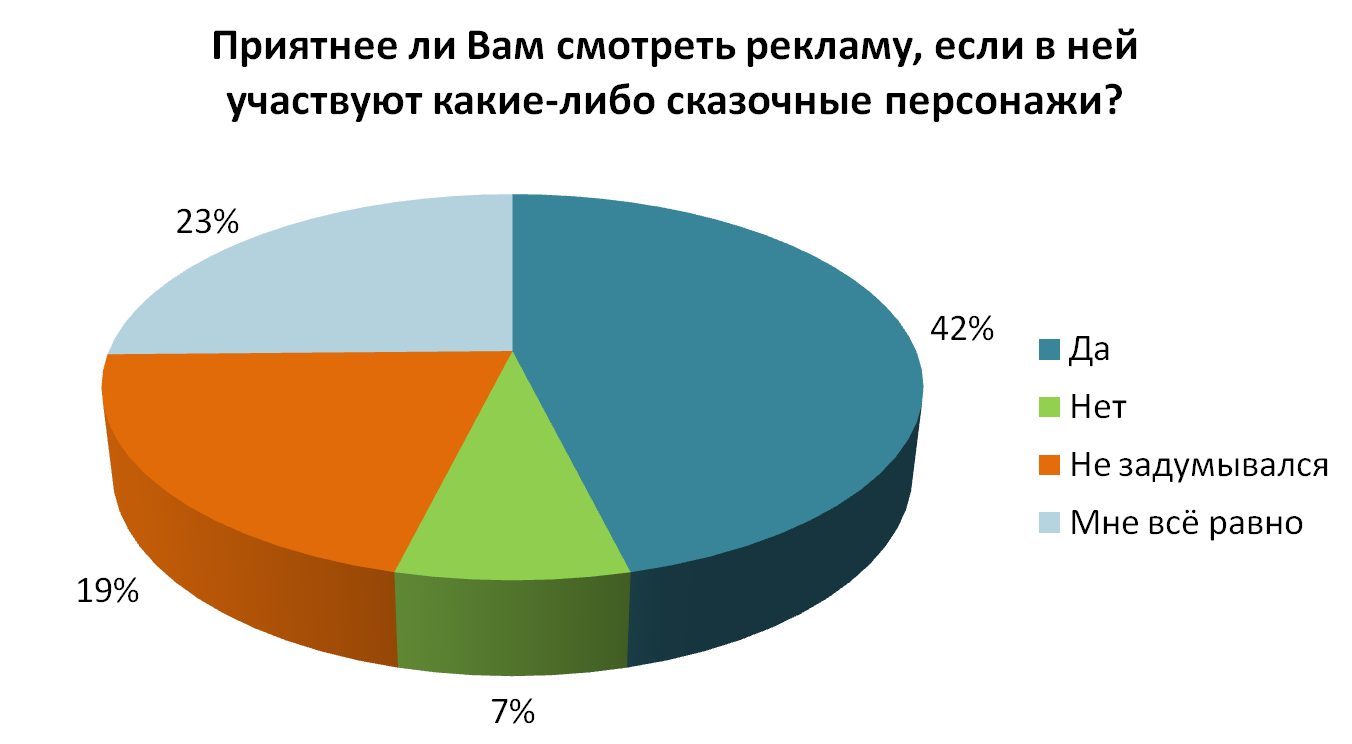 Приятнее ли Вам смотреть рекламу, если в ней
участвуют какие-либо сказочные персонажи?
23%
42%
19%
7%
Да
Нет
Не задумывался
Мне всё равно